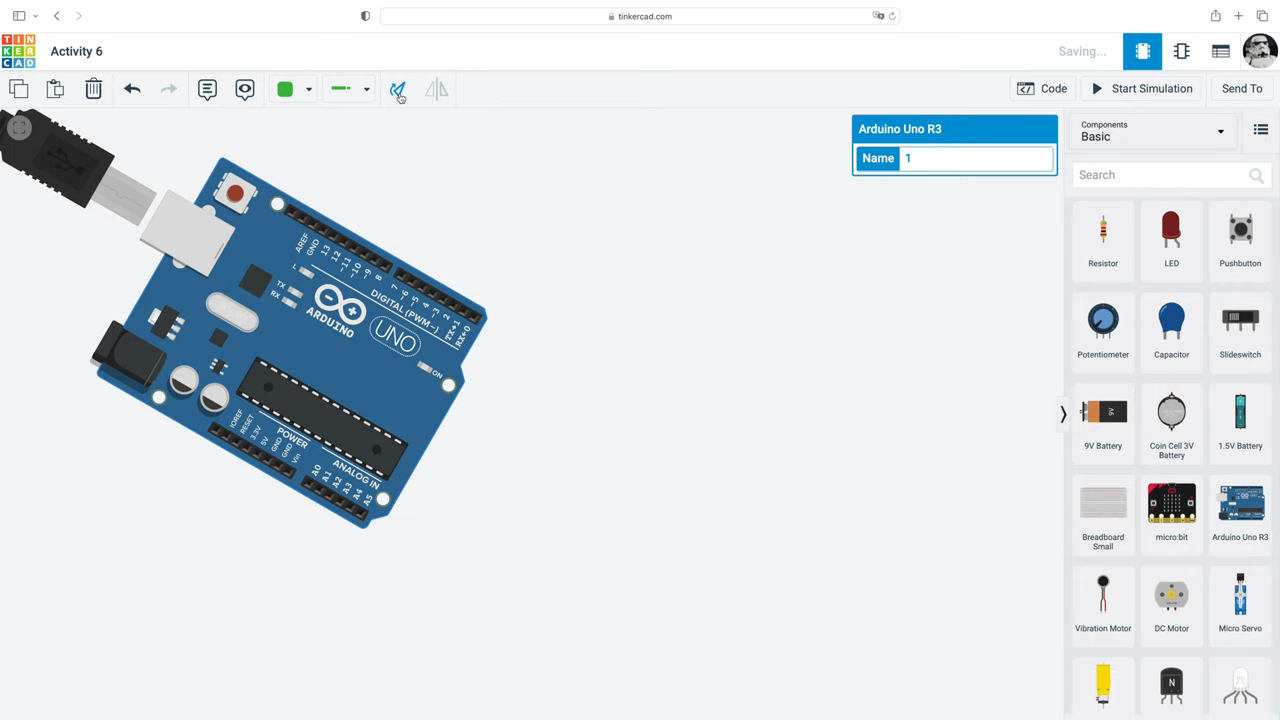 tinkercad.com
TIN
KER
CAD
Activity 6
Saving...
Code
Start Simulation
Send To
Arduino Uno R3
Name 1
Components
Basic
Search
Resistor
LED
Pushbutton
Potentiometer
Capacitor
Slideswitch
9V Battery
Coin Cell 3V
Battery
1.5V Battery
Breadboard
Small
micro:bit
Arduino Uno R3
Vibration Motor
DC Motor
Micro Servo
N
AREF
GND
13
12
~11
~10
~9
8
7
~6
~5
4
~3
2
TX→1
RX←0
DIGITAL (PWM~)
L
TX
RX
ARDUINO
UNO
ON
IOREF
RESET
3.3V
5V
GND
GND
Vin
POWER
ANALOG IN
A0
A1
A2
A3
A4
A5